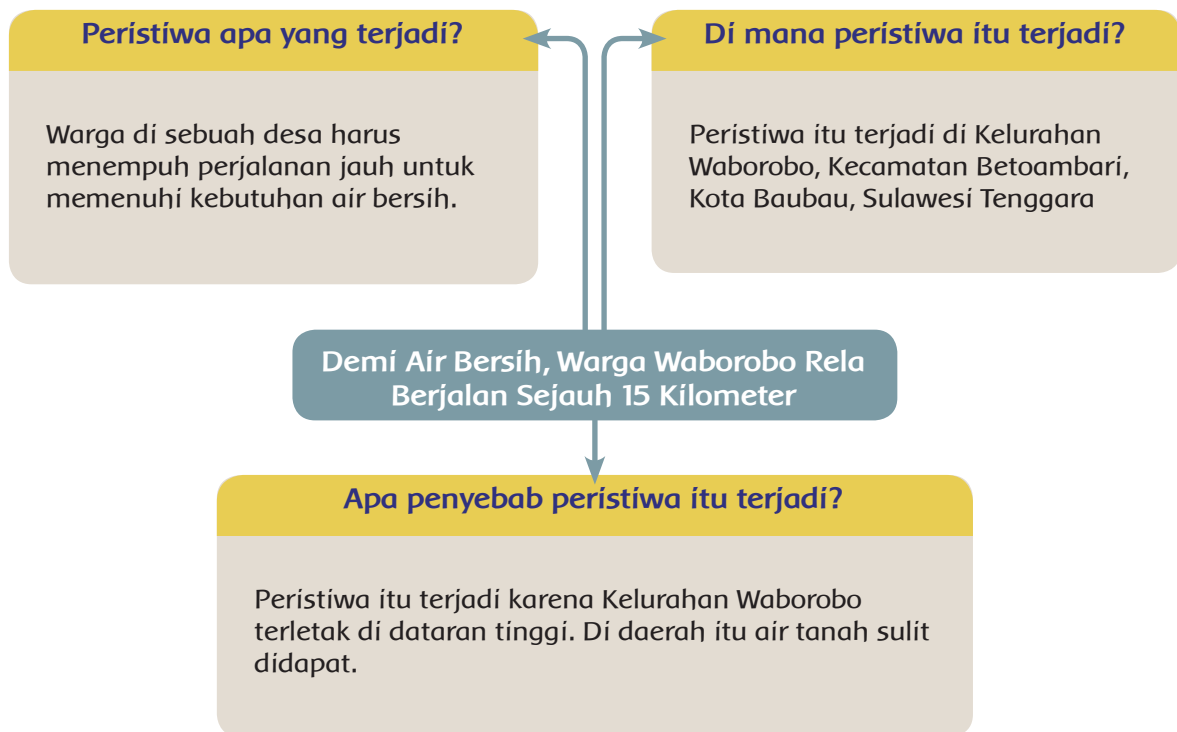 Peristiwa apa yang terjadi?
Warga di sebuah desa harus
menempuh perjalanan jauh untuk
memenuhi kebutuhan air bersih.
Di mana peristiwa itu terjadi?
Peristiwa itu terjadi di Kelurahan
Waborobo, Kecamatan Betoambari,
Kota Baubau, Sulawesi Tenggara
Demi Air Bersih, Warga Waborobo Rela
Berjalan Sejauh 15 Kilometer
Apa penyebab peristiwa itu terjadi?
Peristiwa itu terjadi karena Kelurahan Waborobo
terletak di dataran tinggi. Di daerah itu air tanah sulit
didapat.